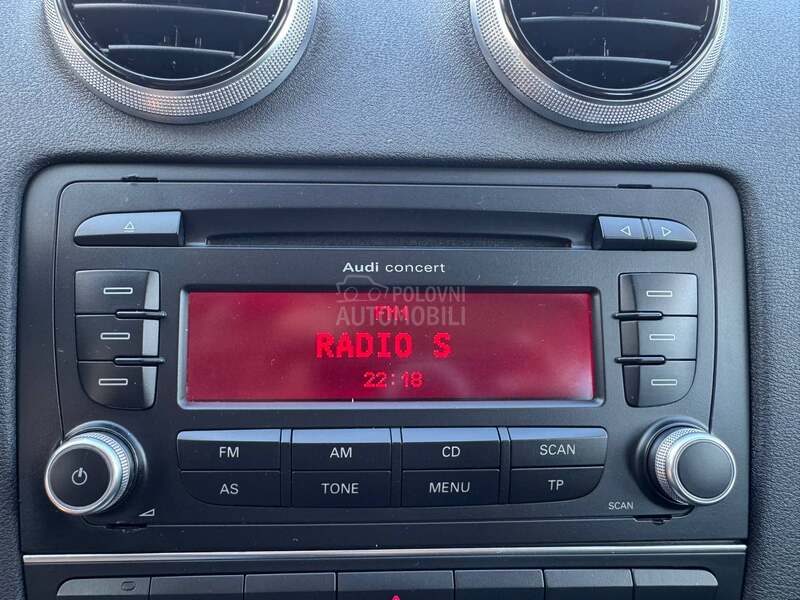 Audi concert
POLOVNI
AUTOMOBILI
FM1
RADIO S
22:18
FM
AM
CD
SCAN
AS
TONE
MENU
TP
SCAN